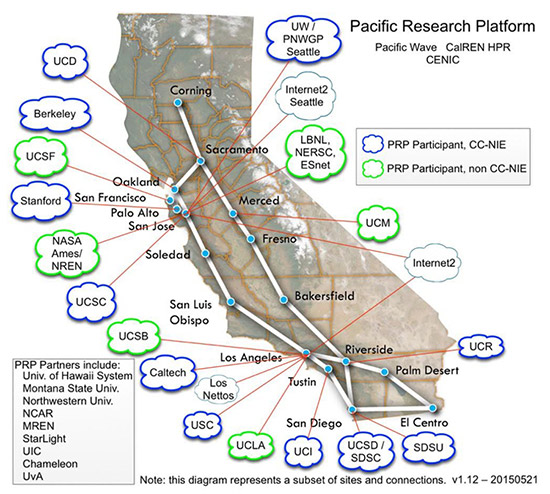 Pacific Research Platform
Pacific Wave CalREN HPR
CENIC
UW /
PNWGP
Seattle
UCD
Internet2
Seattle
Corning
Berkeley
LBNL,
NERSC,
ESnet
PRP Participant, CC-NIE
PRP Participant, non CC-NIE
UCSF
Sacramento
Oakland
Stanford
San Francisco
Palo Alto
San Jose
Merced
UCM
NASA
Ames/
NREN
Fresno
Soledad
Internet2
UCSC
San Luis
Obispo
Bakersfield
UCSB
Los Angeles
Riverside
UCR
Caltech
Palm Desert
Los
Nettos
Tustin
USC
San Diego
El Centro
UCLA
UCI
UCSD /
SDSC
SDSU
PRP Partners include:
Univ. of Hawaii System
Montana State Univ.
Northwestern Univ.
NCAR
MREN
StarLight
UIC
Chameleon
UvA
Note: this diagram represents a subset of sites and connections. v1.12 – 20150521